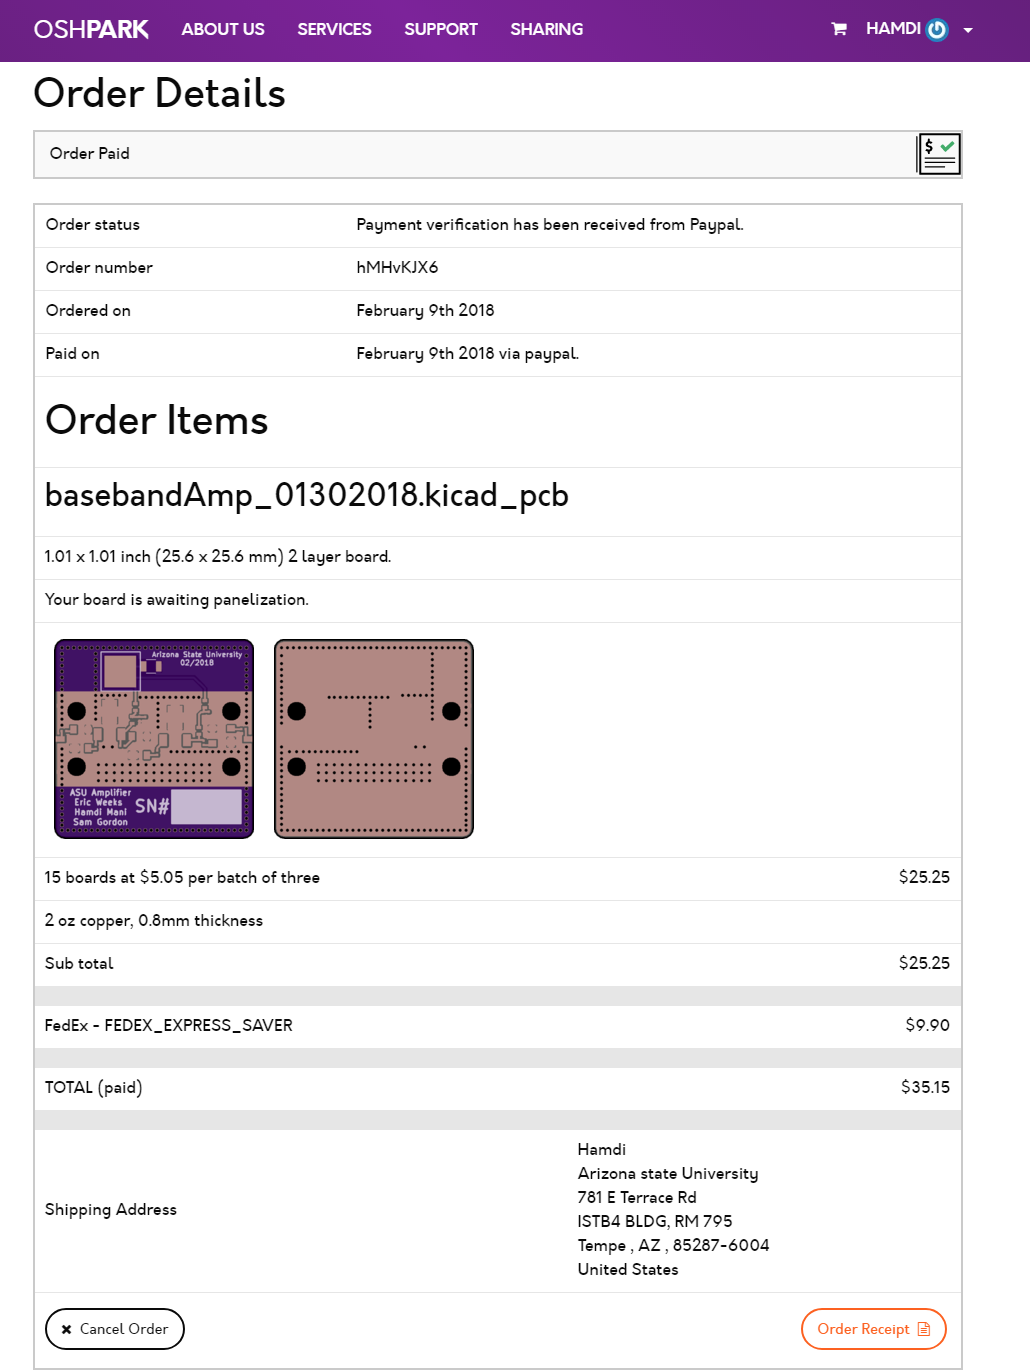 OSHPARK ABOUT US SERVICES SUPPORT SHARING HAMDI
Order Details
Order Paid
$
Order status Payment verification has been received from Paypal.
Order number hMHvKJX6
Ordered on February 9th 2018
Paid on February 9th 2018 via paypal.
Order Items
basebandAmp_01302018.kicad_pcb
1.01 x 1.01 inch (25.6 x 25.6 mm) 2 layer board.
Your board is awaiting panelization.
Arizona State University
02/2018
ASU Amplifier
Eric Weeks
Hamdi Mani
Sam Gordon
SN#
15 boards at $5.05 per batch of three $25.25
2 oz copper, 0.8mm thickness
Sub total $25.25
FedEx - FEDEX_EXPRESS_SAVER $9.90
TOTAL (paid) $35.15
Shipping Address
Hamdi
Arizona state University
781 E Terrace Rd
ISTB4 BLDG, RM 795
Tempe , AZ , 85287-6004
United States
Cancel Order Order Receipt